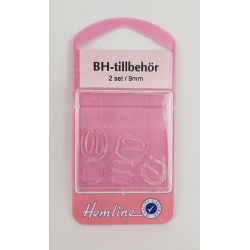 BH-tillbehör
2 set / 9mm
Hemline